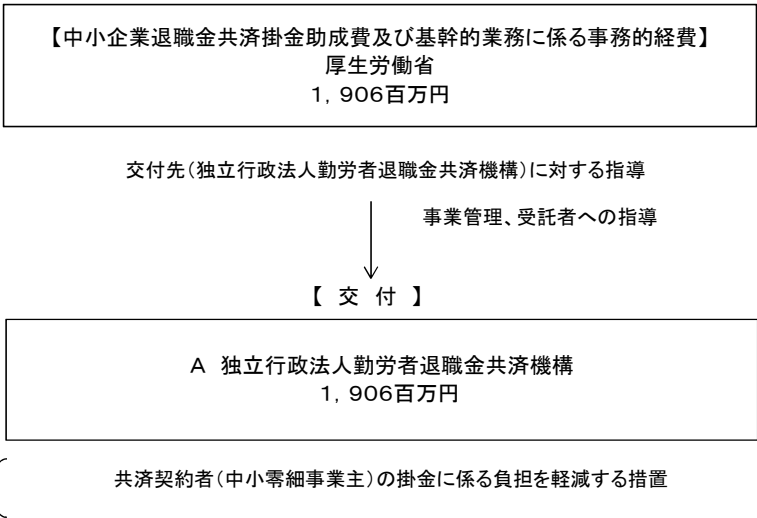 【中小企業退職金共済掛金助成費及び基幹的業務に係る事務的経費】
厚生労働省
１，９０６百万円
交付先（独立行政法人勤労者退職金共済機構）に対する指導
事業管理、受託者への指導
【　交　付　】
Ａ　独立行政法人勤労者退職金共済機構
１，９０６百万円
共済契約者（中小零細事業主）の掛金に係る負担を軽減する措置